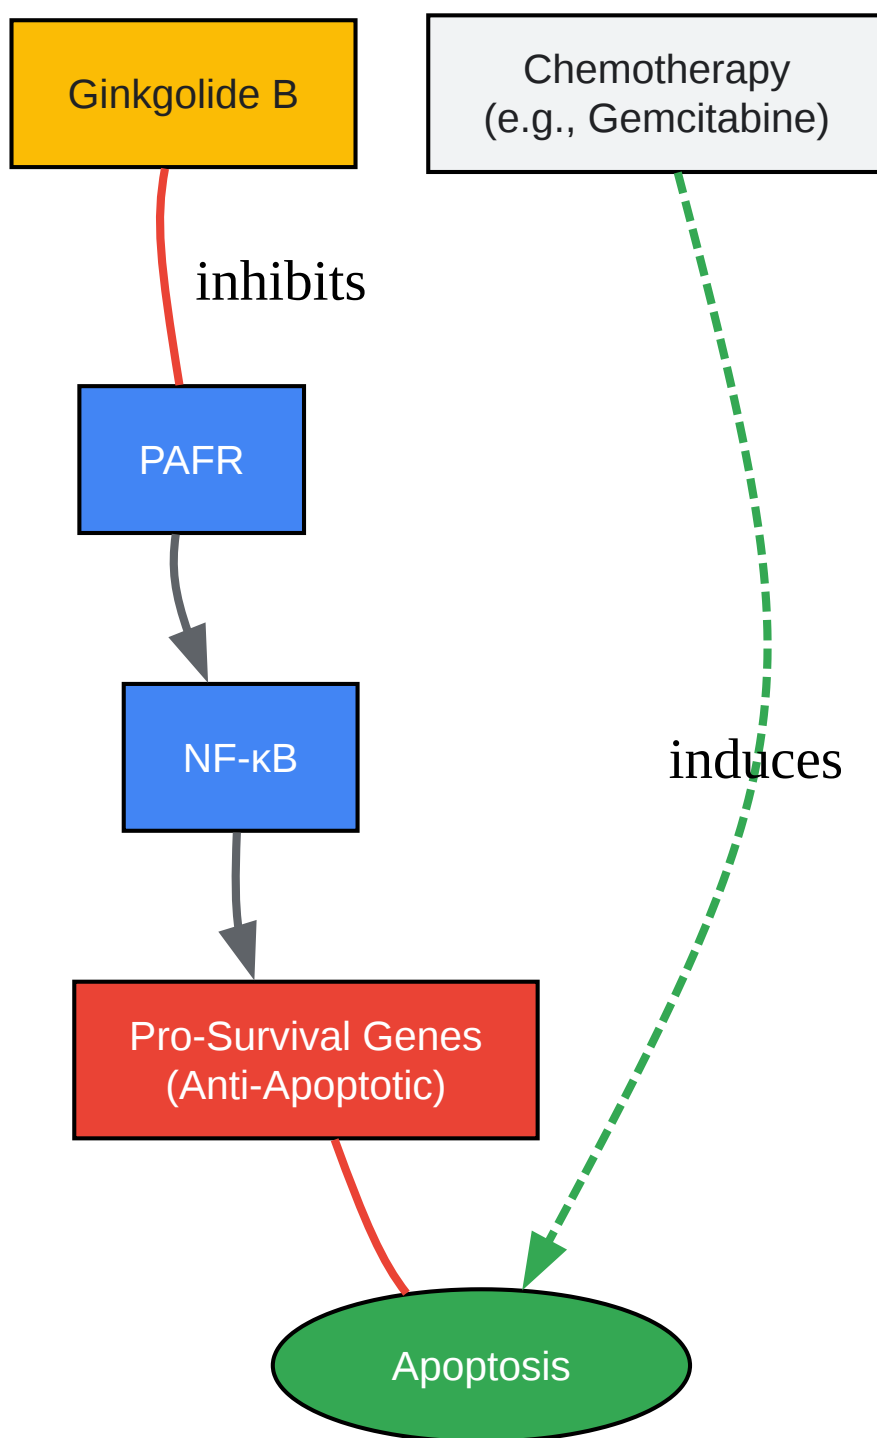 Ginkgolide B
Chemotherapy
(e.g., Gemcitabine)
inhibits
PAFR
NF-κB
induces
Pro-Survival Genes
(Anti-Apoptotic)
Apoptosis